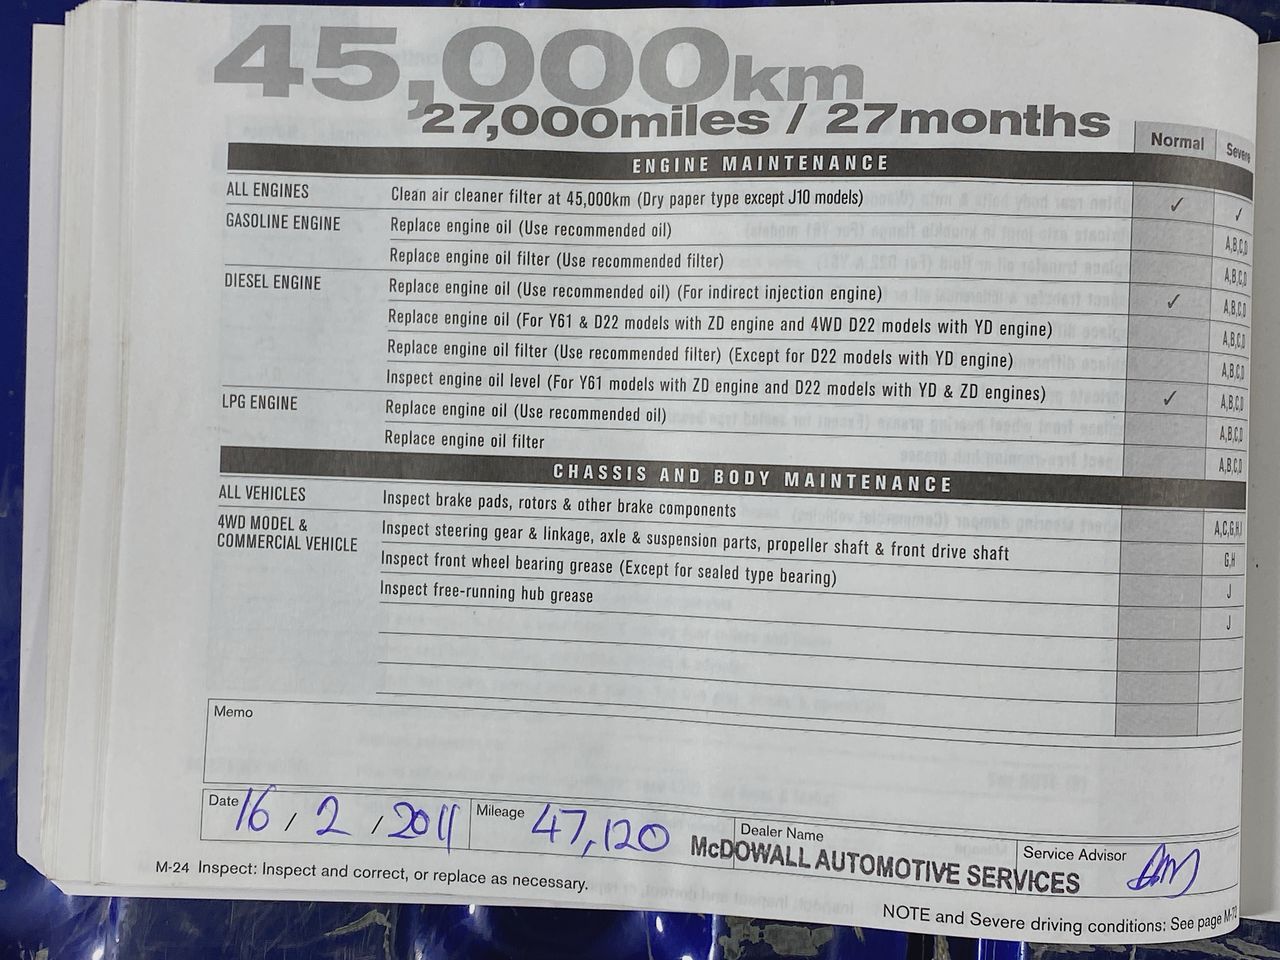 45,000km
27,000miles / 27months
Normal Severe
ENGINE MAINTENANCE
ALL ENGINES Clean air cleaner filter at 45,000km (Dry paper type except J10 models) ✓ ✓
GASOLINE ENGINE Replace engine oil (Use recommended oil) A,B,C,D
Replace engine oil filter (Use recommended filter) A,B,C,D
DIESEL ENGINE Replace engine oil (Use recommended oil) (For indirect injection engine) ✓ A,B,C,D
Replace engine oil (For Y61 & D22 models with ZD engine and 4WD D22 models with YD engine) A,B,C,D
Replace engine oil filter (Use recommended filter) (Except for D22 models with YD engine) A,B,C,D
Inspect engine oil level (For Y61 models with ZD engine and D22 models with YD & ZD engines) ✓ A,B,C,D
LPG ENGINE Replace engine oil (Use recommended oil) A,B,C,D
Replace engine oil filter A,B,C,D
CHASSIS AND BODY MAINTENANCE
ALL VEHICLES Inspect brake pads, rotors & other brake components A,C,G,H,I
4WD MODEL & COMMERCIAL VEHICLE Inspect steering gear & linkage, axle & suspension parts, propeller shaft & front drive shaft G,H
Inspect front wheel bearing grease (Except for sealed type bearing) J
Inspect free-running hub grease J
Memo
Date 16 / 2 / 2011 Mileage 47,120 Dealer Name McDOWALL AUTOMOTIVE SERVICES Service Advisor
M-24 Inspect: Inspect and correct, or replace as necessary.
NOTE and Severe driving conditions: See page